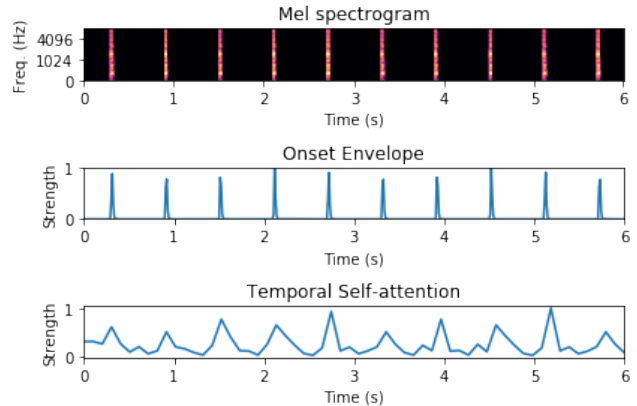 Mel spectrogram
Freq. (Hz)
4096
1024
0
0 1 2 3 4 5 6
Time (s)
Onset Envelope
Strength
1
0
0 1 2 3 4 5 6
Time (s)
Temporal Self-attention
Strength
1
0
0 1 2 3 4 5 6
Time (s)